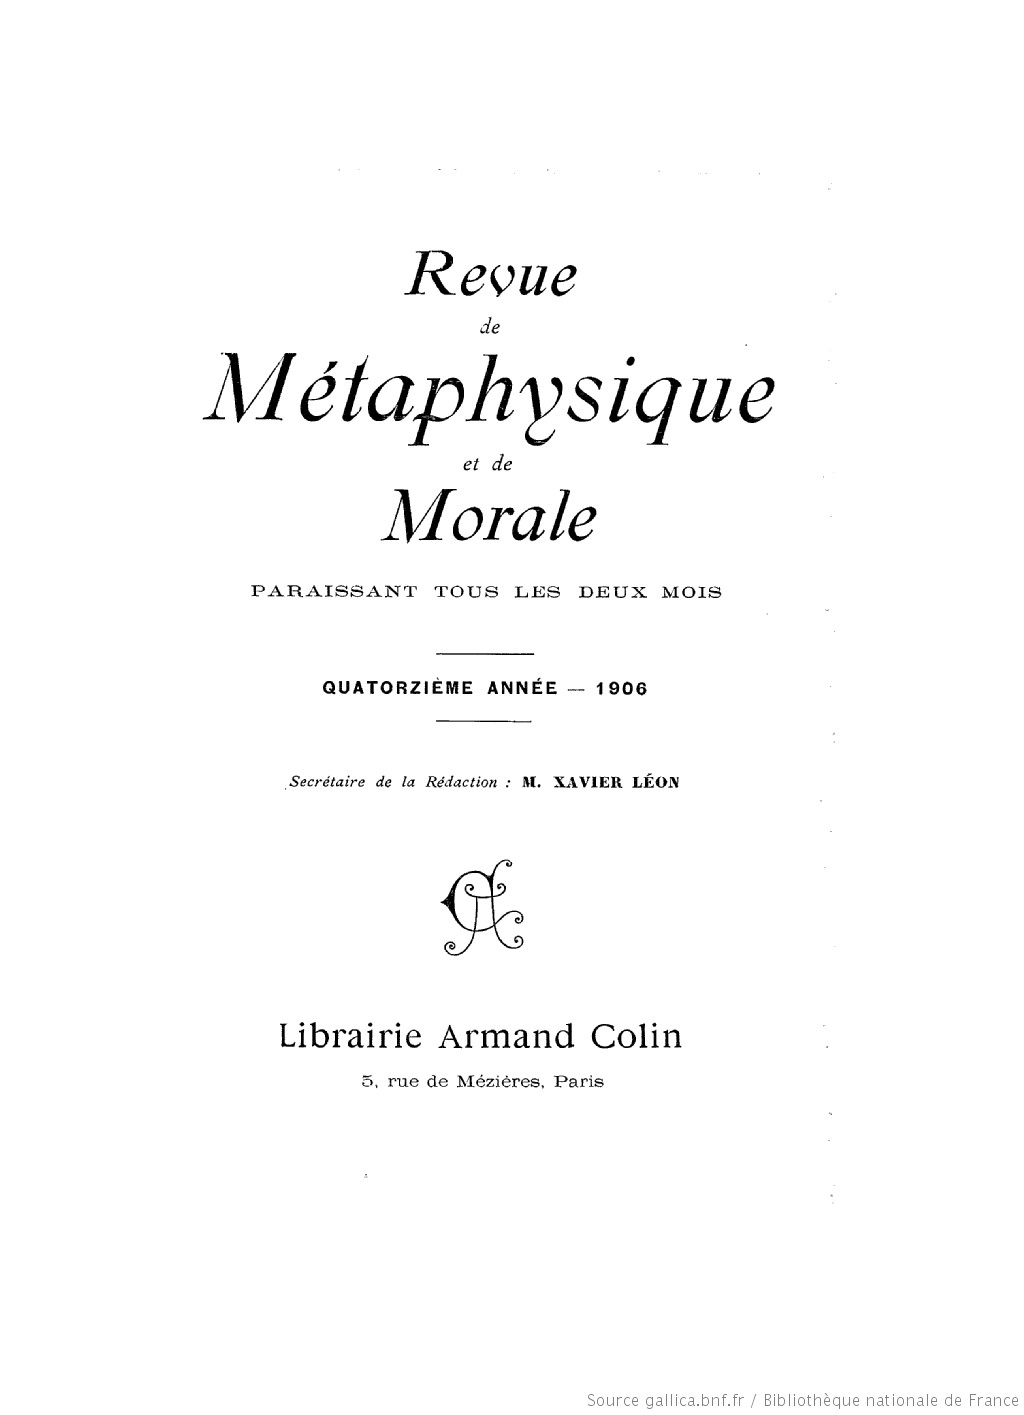 Revue
de
Métaphysique
et de
Morale
PARAISSANT TOUS LES DEUX MOIS
QUATORZIÈME ANNÉE — 1906
Secrétaire de la Rédaction : M. XAVIER LÉON
AC
Librairie Armand Colin
5, rue de Mézières, Paris
Source gallica.bnf.fr / Bibliothèque nationale de France